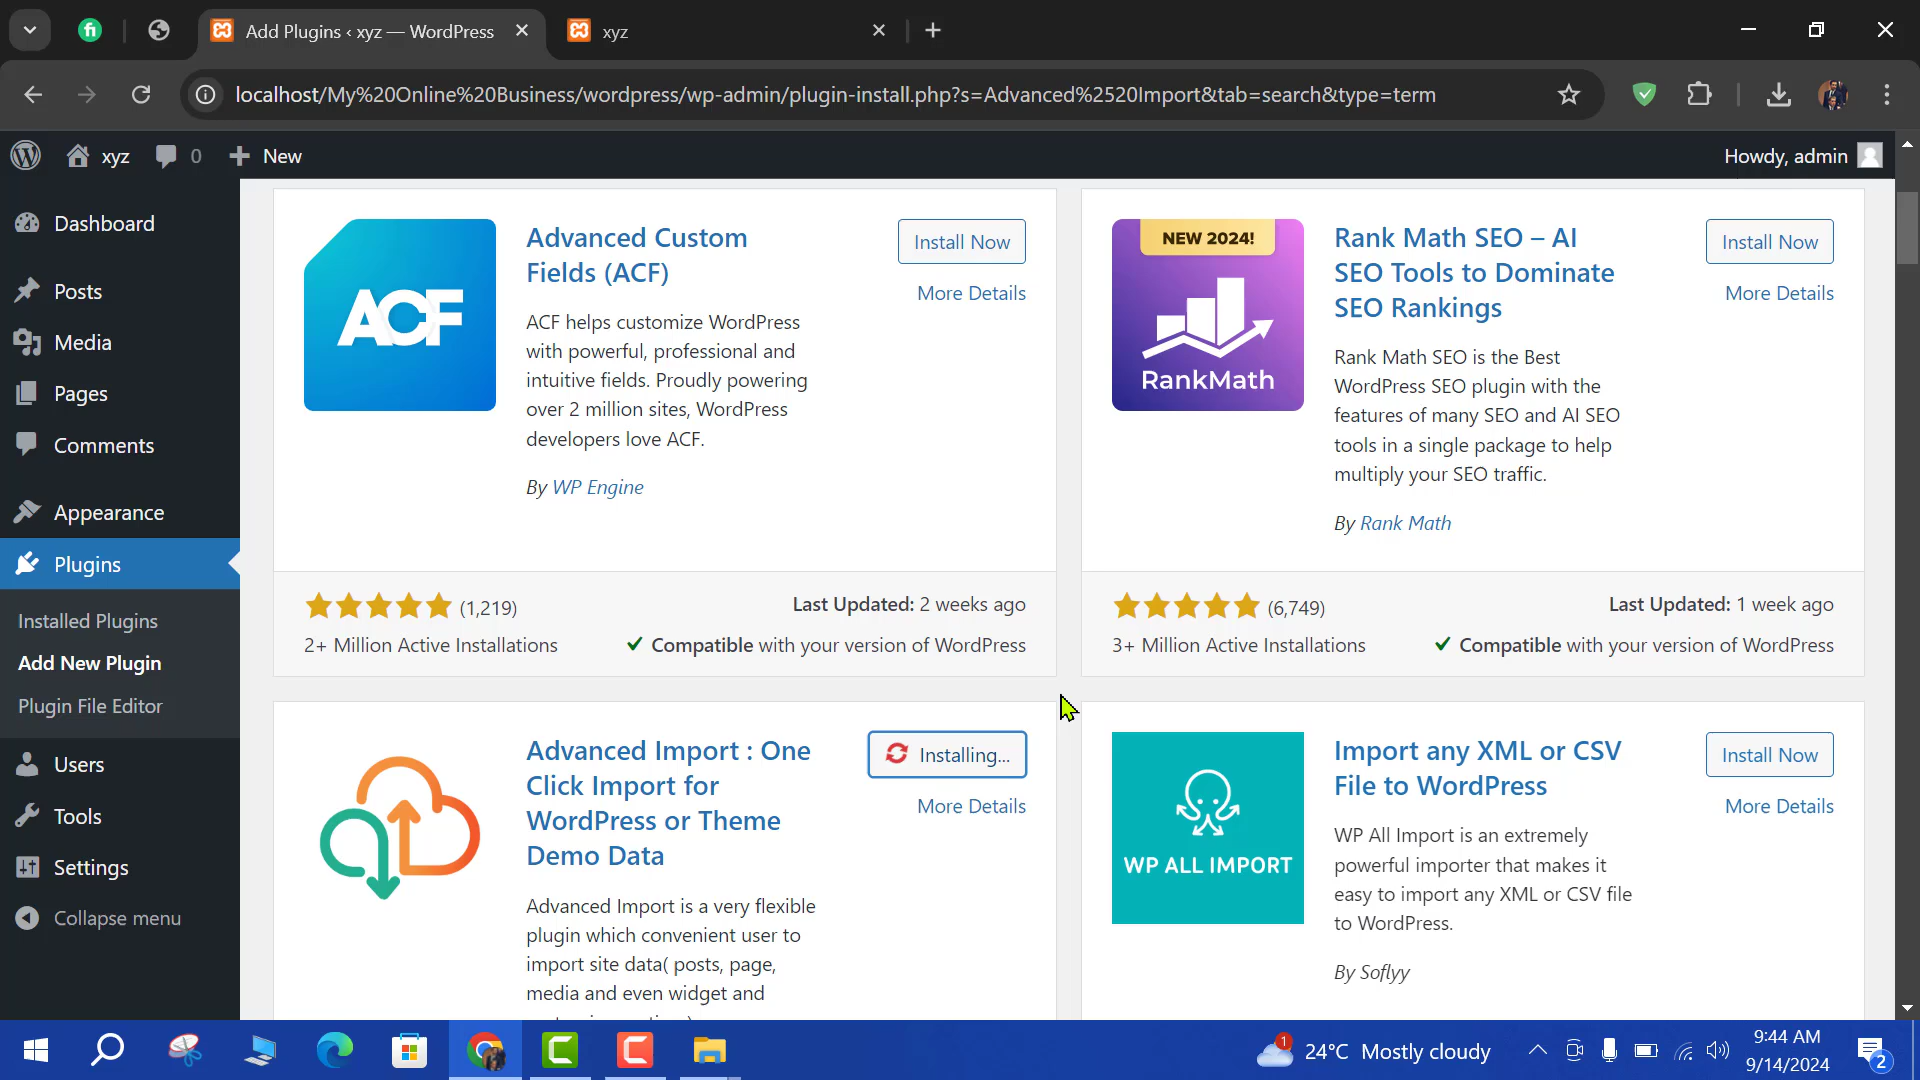 Add Plugins ‹ xyz — WordPress
xyz
localhost/My%20Online%20Business/wordpress/wp-admin/plugin-install.php?s=Advanced%2520Import&tab=search&type=term
xyz
0
New
Howdy, admin
Dashboard
Posts
Media
Pages
Comments
Appearance
Plugins
Installed Plugins
Add New Plugin
Plugin File Editor
Users
Tools
Settings
Collapse menu
ACF
Advanced Custom
Fields (ACF)
Install Now
More Details
ACF helps customize WordPress
with powerful, professional and
intuitive fields. Proudly powering
over 2 million sites, WordPress
developers love ACF.
By WP Engine
(1,219)
Last Updated: 2 weeks ago
2+ Million Active Installations
Compatible with your version of WordPress
NEW 2024!
RankMath
Rank Math SEO – AI
SEO Tools to Dominate
SEO Rankings
Install Now
More Details
Rank Math SEO is the Best
WordPress SEO plugin with the
features of many SEO and AI SEO
tools in a single package to help
multiply your SEO traffic.
By Rank Math
(6,749)
Last Updated: 1 week ago
3+ Million Active Installations
Compatible with your version of WordPress
Advanced Import : One
Click Import for
WordPress or Theme
Demo Data
Installing...
More Details
Advanced Import is a very flexible
plugin which convenient user to
import site data( posts, page,
media and even widget and
WP ALL IMPORT
Import any XML or CSV
File to WordPress
Install Now
More Details
WP All Import is an extremely
powerful importer that makes it
easy to import any XML or CSV file
to WordPress.
By Soflyy
1
24°C Mostly cloudy
9:44 AM
9/14/2024
2